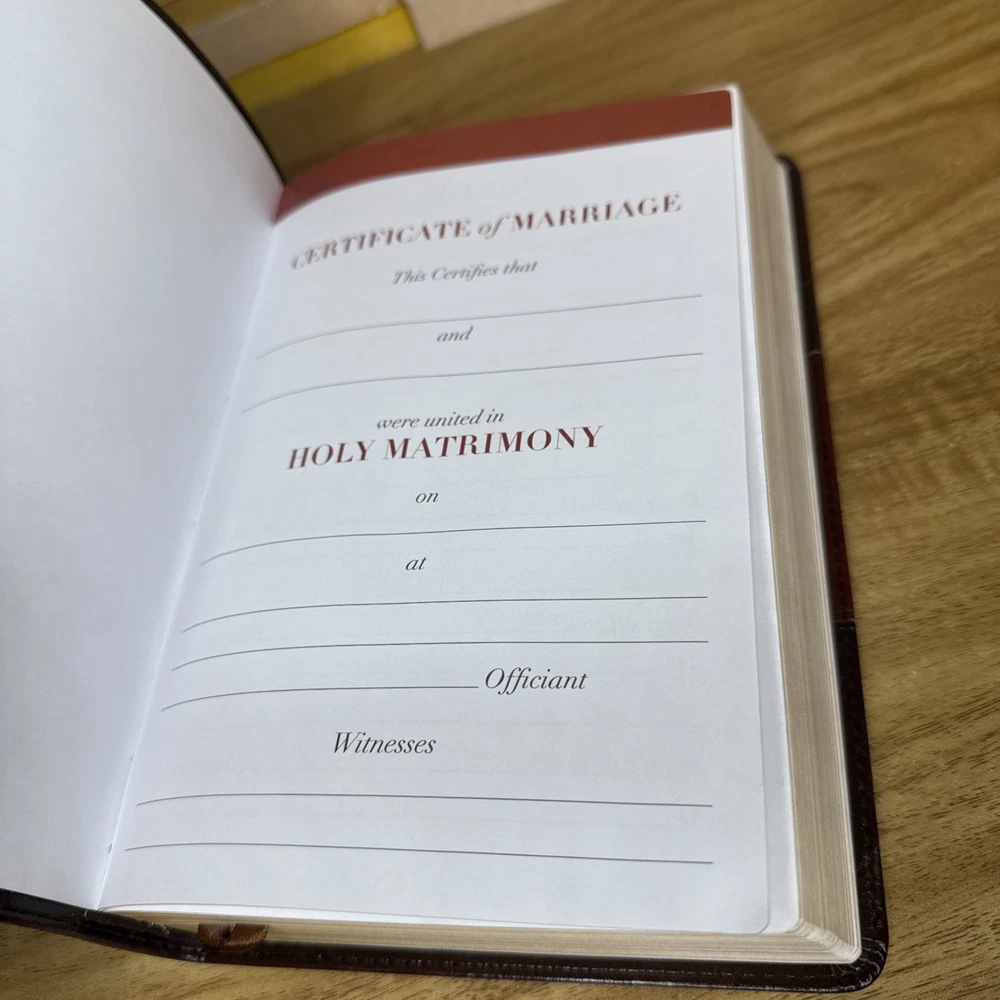 CERTIFICATE of MARRIAGE
This Certifies that
and
were united in
HOLY MATRIMONY
on
at
Officiant
Witnesses